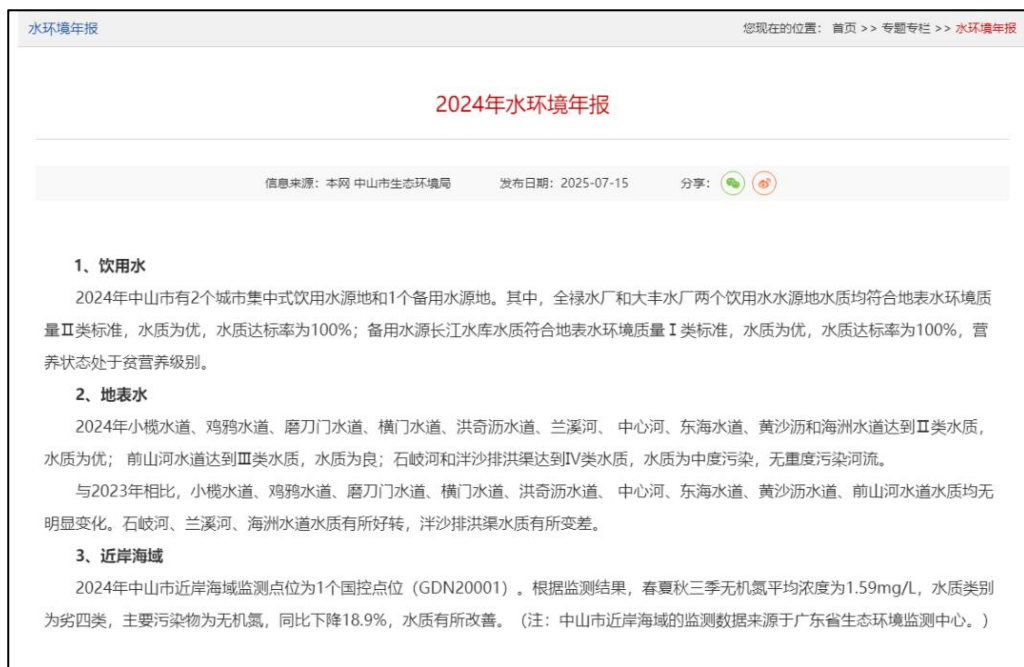 水环境年报
您现在的位置： 首页 >> 专题专栏 >> 水环境年报
2024年水环境年报
信息来源：本网 中山市生态环境局 发布日期：2025-07-15 分享：
1、饮用水
2024年中山市有2个城市集中式饮用水源地和1个备用水源地。其中，全禄水厂和大丰水厂两个饮用水水源地水质均符合地表水环境质
量Ⅱ类标准，水质为优，水质达标率为100%；备用水源长江水库水质符合地表水环境质量Ⅰ类标准，水质为优，水质达标率为100%，营
养状态处于贫营养级别。
2、地表水
2024年小榄水道、鸡鸦水道、磨刀门水道、横门水道、洪奇沥水道、兰溪河、 中心河、东海水道、黄沙沥和海洲水道达到Ⅱ类水质，
水质为优； 前山河水道达到Ⅲ类水质，水质为良；石岐河和泮沙排洪渠达到Ⅳ类水质，水质为中度污染，无重度污染河流。
与2023年相比，小榄水道、鸡鸦水道、磨刀门水道、横门水道、洪奇沥水道、 中心河、东海水道、黄沙沥水道、前山河水道水质均无
明显变化。石岐河、兰溪河、海洲水道水质有所好转，泮沙排洪渠水质有所变差。
3、近岸海域
2024年中山市近岸海域监测点位为1个国控点位（GDN20001）。根据监测结果，春夏秋三季无机氮平均浓度为1.59mg/L，水质类别
为劣四类，主要污染物为无机氮，同比下降18.9%，水质有所改善。（注：中山市近岸海域的监测数据来源于广东省生态环境监测中心。）